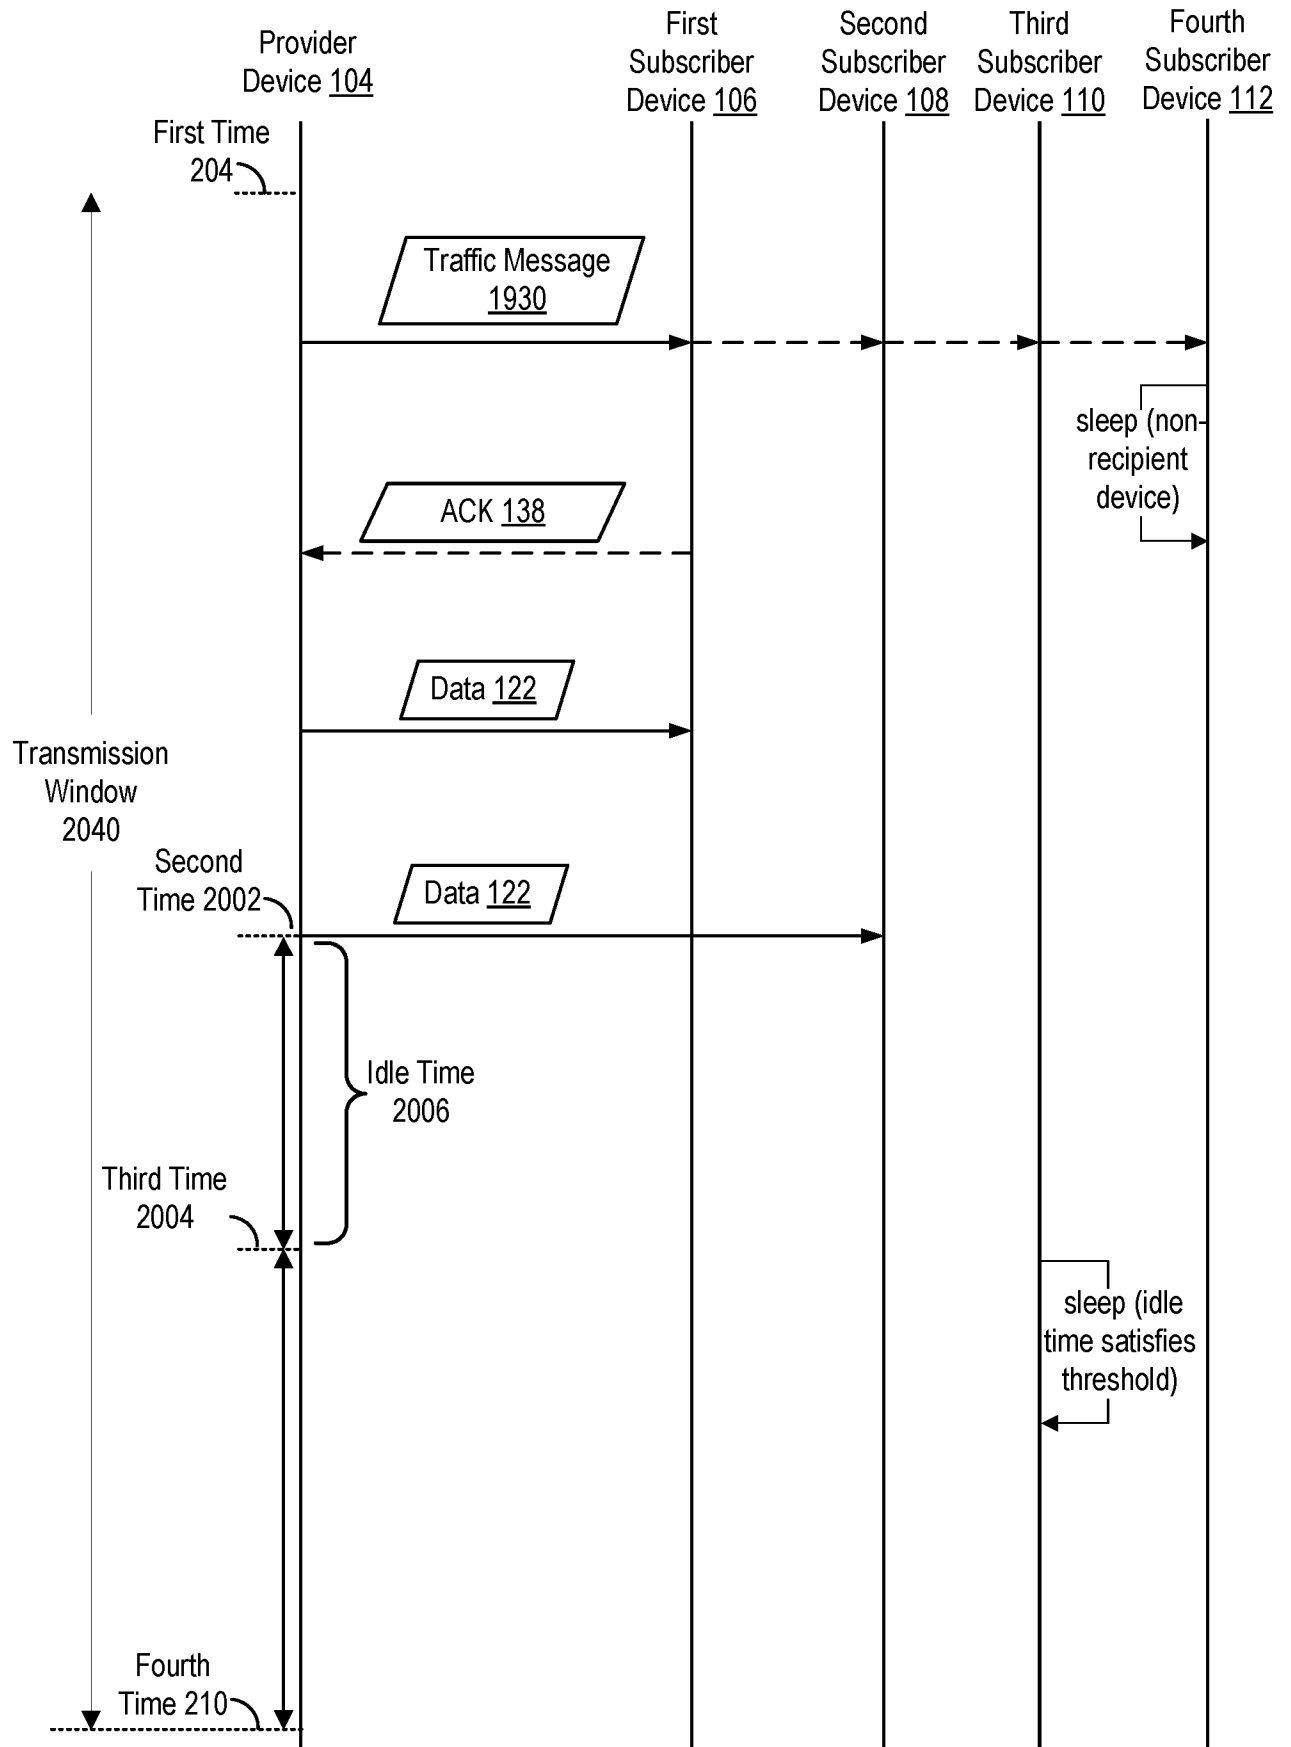 Provider
Device 104
First
Subscriber
Device 106
Second
Subscriber
Device 108
Third
Subscriber
Device 110
Fourth
Subscriber
Device 112
First Time
204
Traffic Message
1930
sleep (non-
recipient
device)
ACK 138
Data 122
Transmission
Window
2040
Second
Time 2002
Data 122
Idle Time
2006
Third Time
2004
sleep (idle
time satisfies
threshold)
Fourth
Time 210